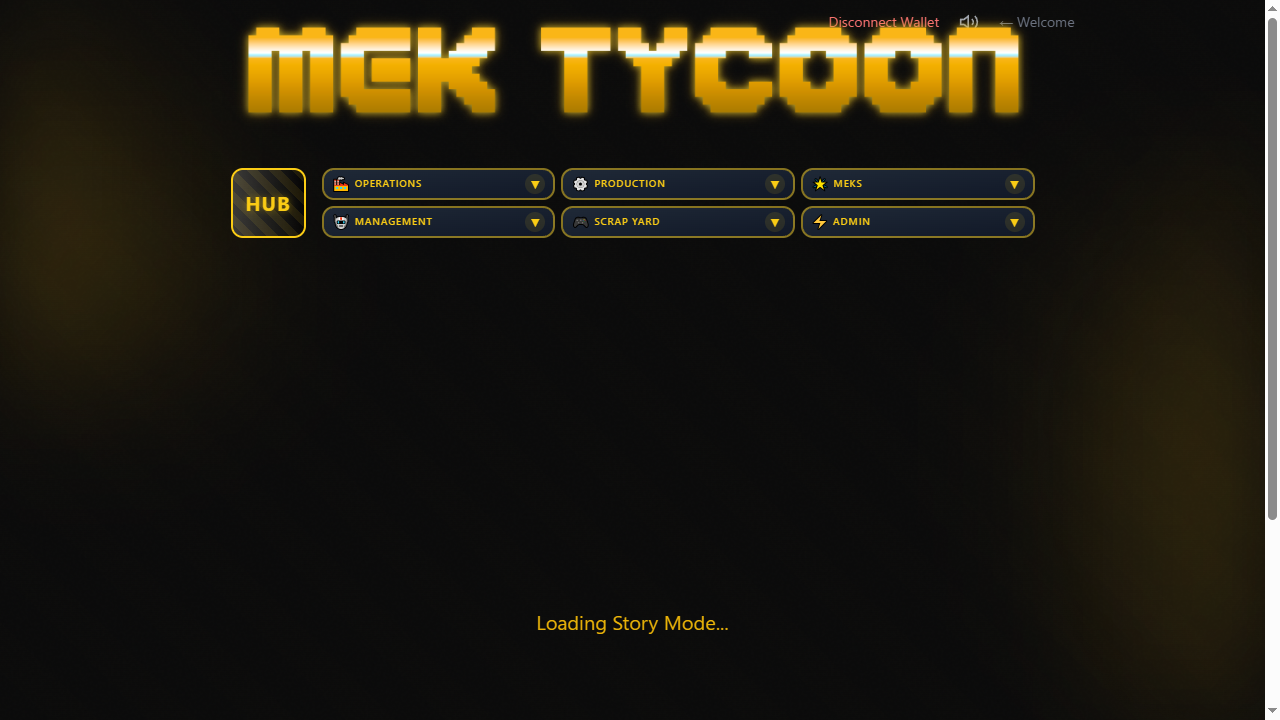 Disconnect Wallet ← Welcome
MEK TYCOON
HUB
OPERATIONS ▼
PRODUCTION ▼
MEKS ▼
MANAGEMENT ▼
SCRAP YARD ▼
ADMIN ▼
Loading Story Mode...